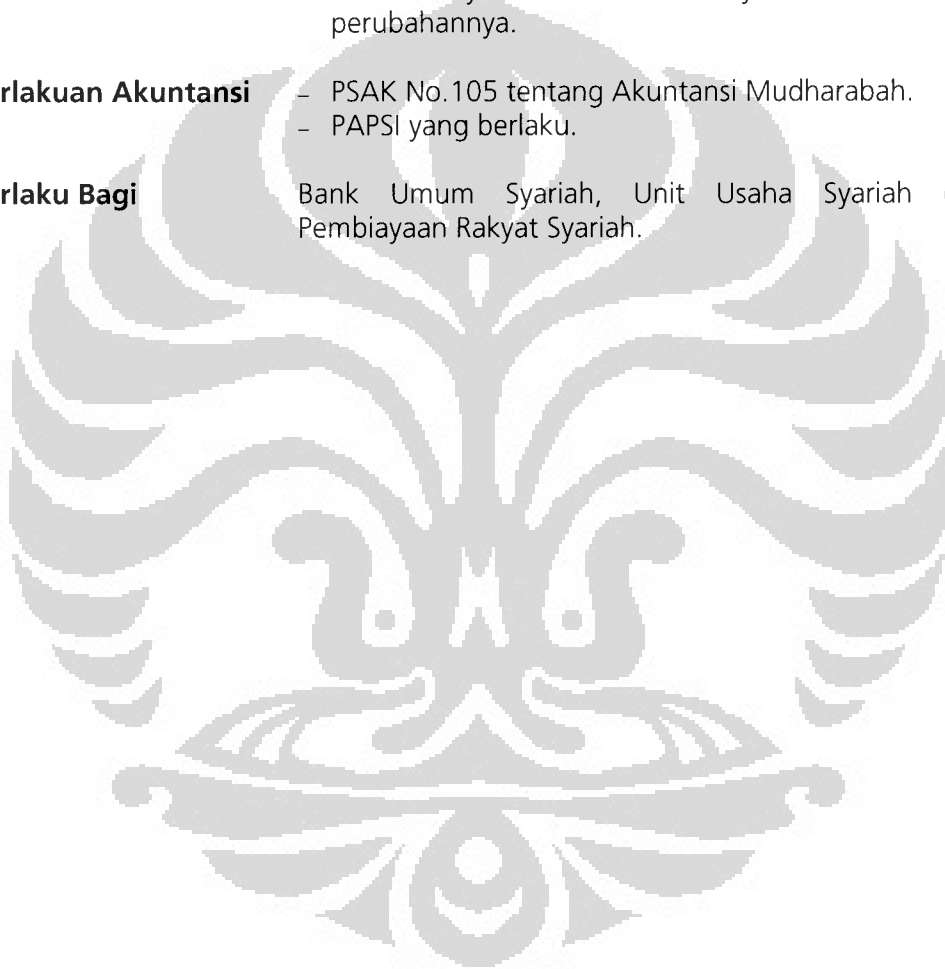 perubahannya.
rlakuan Akuntansi – PSAK No.105 tentang Akuntansi Mudharabah.
– PAPSI yang berlaku.
rlaku Bagi Bank Umum Syariah, Unit Usaha Syariah
Pembiayaan Rakyat Syariah.